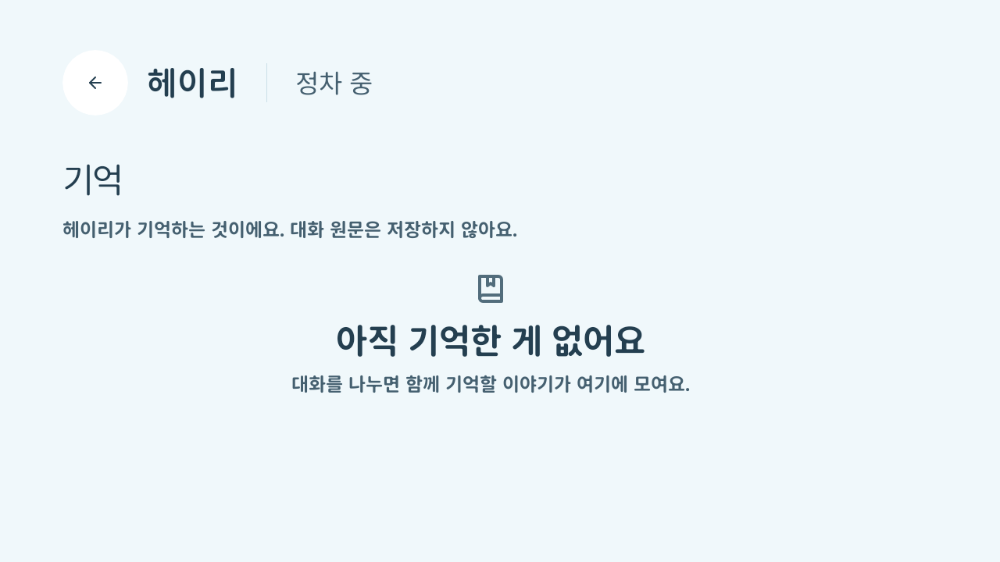 헤이리
정차 중
기억
헤이리가 기억하는 것이에요. 대화 원문은 저장하지 않아요.
아직 기억한 게 없어요
대화를 나누면 함께 기억할 이야기가 여기에 모여요.